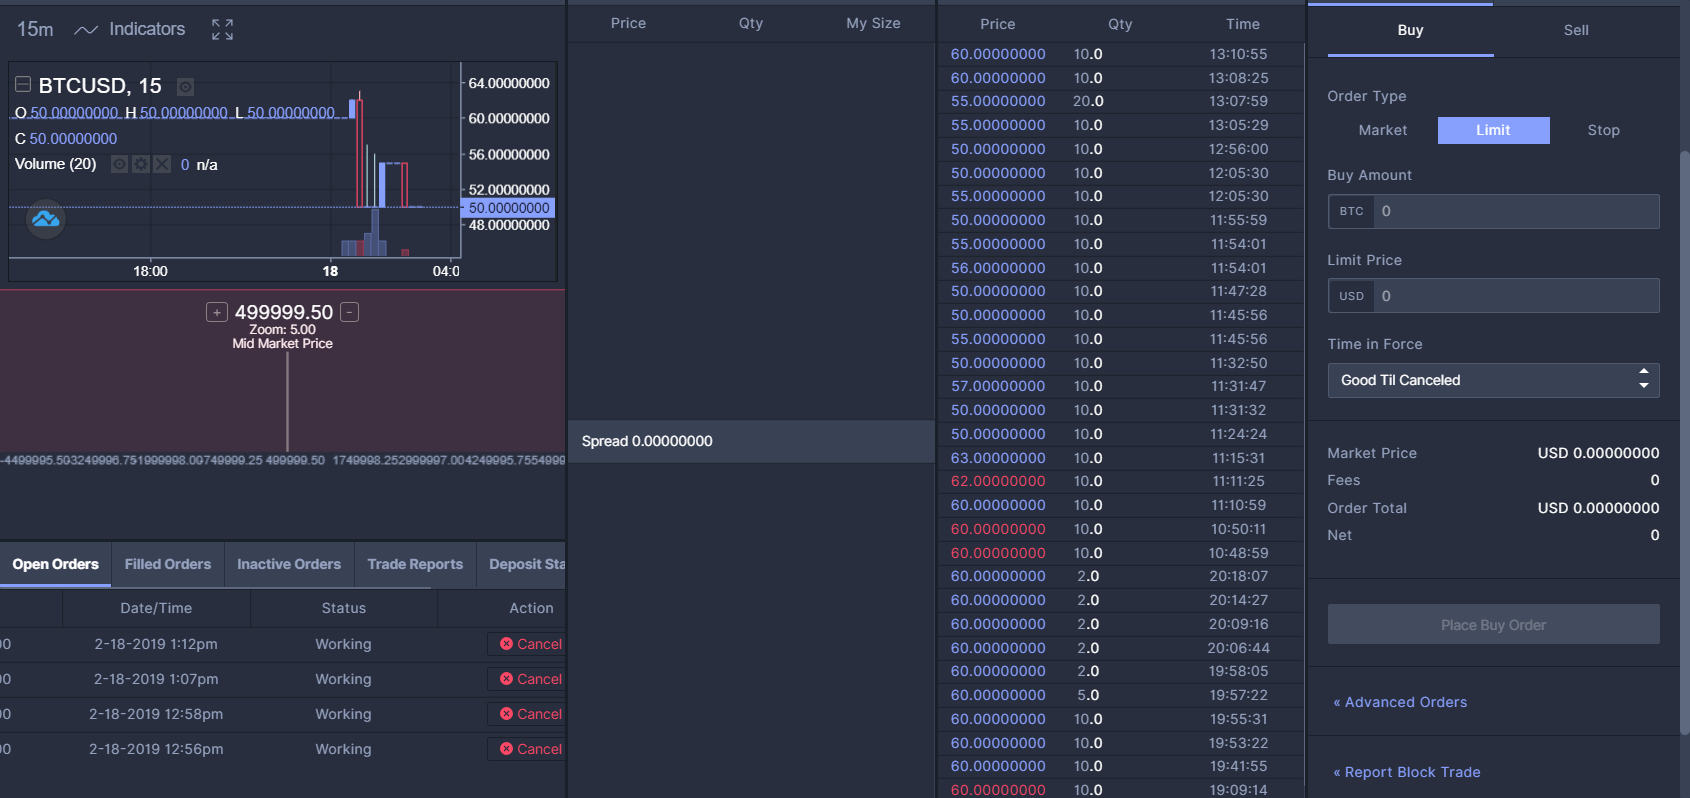 15m Indicators
BTCUSD, 15
O 50.00000000 H 50.00000000 L 50.00000000
C 50.00000000
Volume (20) 0 n/a
64.00000000
60.00000000
56.00000000
52.00000000
50.00000000
48.00000000
18:00 18 04:0
+ 499999.50 -
Zoom: 5.00
Mid Market Price
499999.50
Open Orders Filled Orders Inactive Orders Trade Reports Deposit Sta
Date/Time Status Action
00 2-18-2019 1:12pm Working Cancel
00 2-18-2019 1:07pm Working Cancel
00 2-18-2019 12:58pm Working Cancel
00 2-18-2019 12:56pm Working Cancel
Price Qty My Size
Spread 0.00000000
Price Qty Time
60.00000000 10.0 13:10:55
60.00000000 10.0 13:08:25
55.00000000 20.0 13:07:59
55.00000000 10.0 13:05:29
50.00000000 10.0 12:56:00
50.00000000 10.0 12:05:30
55.00000000 10.0 12:05:30
50.00000000 10.0 11:55:59
55.00000000 10.0 11:54:01
56.00000000 10.0 11:54:01
50.00000000 10.0 11:47:28
50.00000000 10.0 11:45:56
55.00000000 10.0 11:45:56
50.00000000 10.0 11:32:50
57.00000000 10.0 11:31:47
50.00000000 10.0 11:31:32
50.00000000 10.0 11:24:24
63.00000000 10.0 11:15:31
62.00000000 10.0 11:11:25
60.00000000 10.0 11:10:59
60.00000000 10.0 10:50:11
60.00000000 10.0 10:48:59
60.00000000 2.0 20:18:07
60.00000000 2.0 20:14:27
60.00000000 2.0 20:09:16
60.00000000 2.0 20:06:44
60.00000000 2.0 19:58:05
60.00000000 5.0 19:57:22
60.00000000 10.0 19:55:31
60.00000000 10.0 19:53:22
60.00000000 10.0 19:41:55
60.00000000 10.0 19:09:14
Buy Sell
Order Type
Market Limit Stop
Buy Amount
BTC 0
Limit Price
USD 0
Time in Force
Good Til Canceled
Market Price USD 0.00000000
Fees 0
Order Total USD 0.00000000
Net 0
Place Buy Order
« Advanced Orders
« Report Block Trade